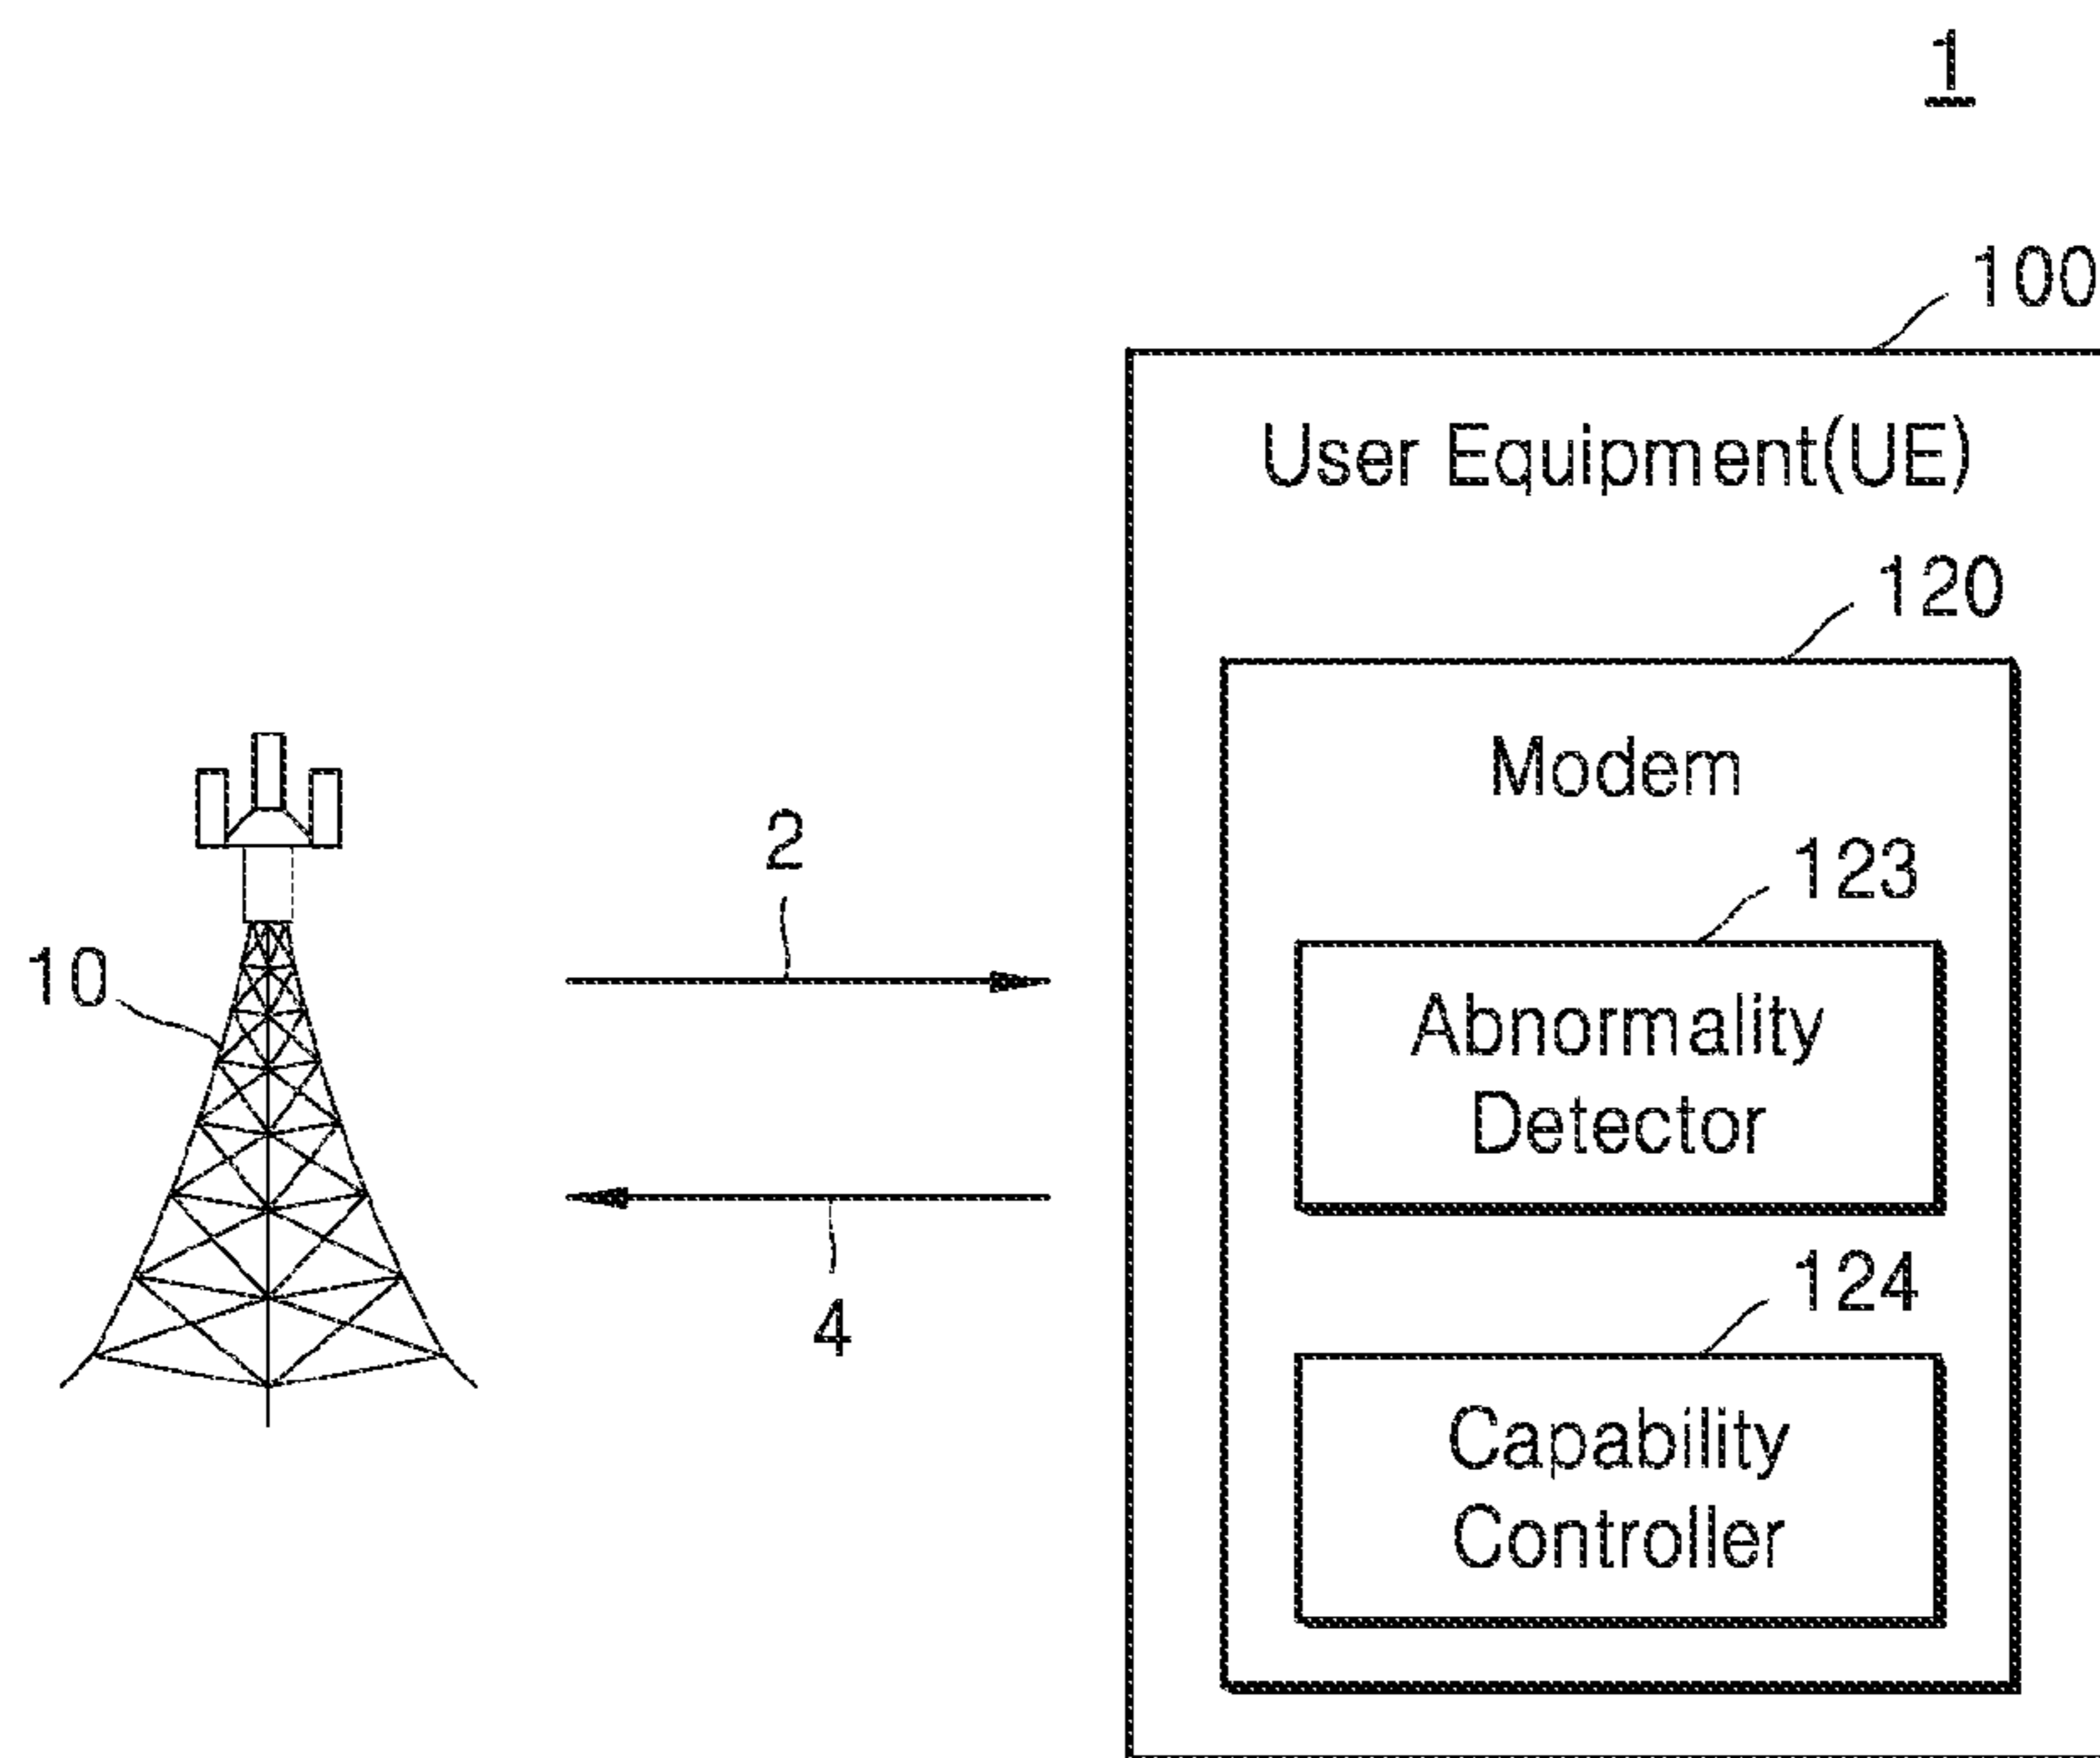 1
100
User Equipment(UE)
120
Modem
2
123
10
Abnormality
Detector
4
124
Capability
Controller